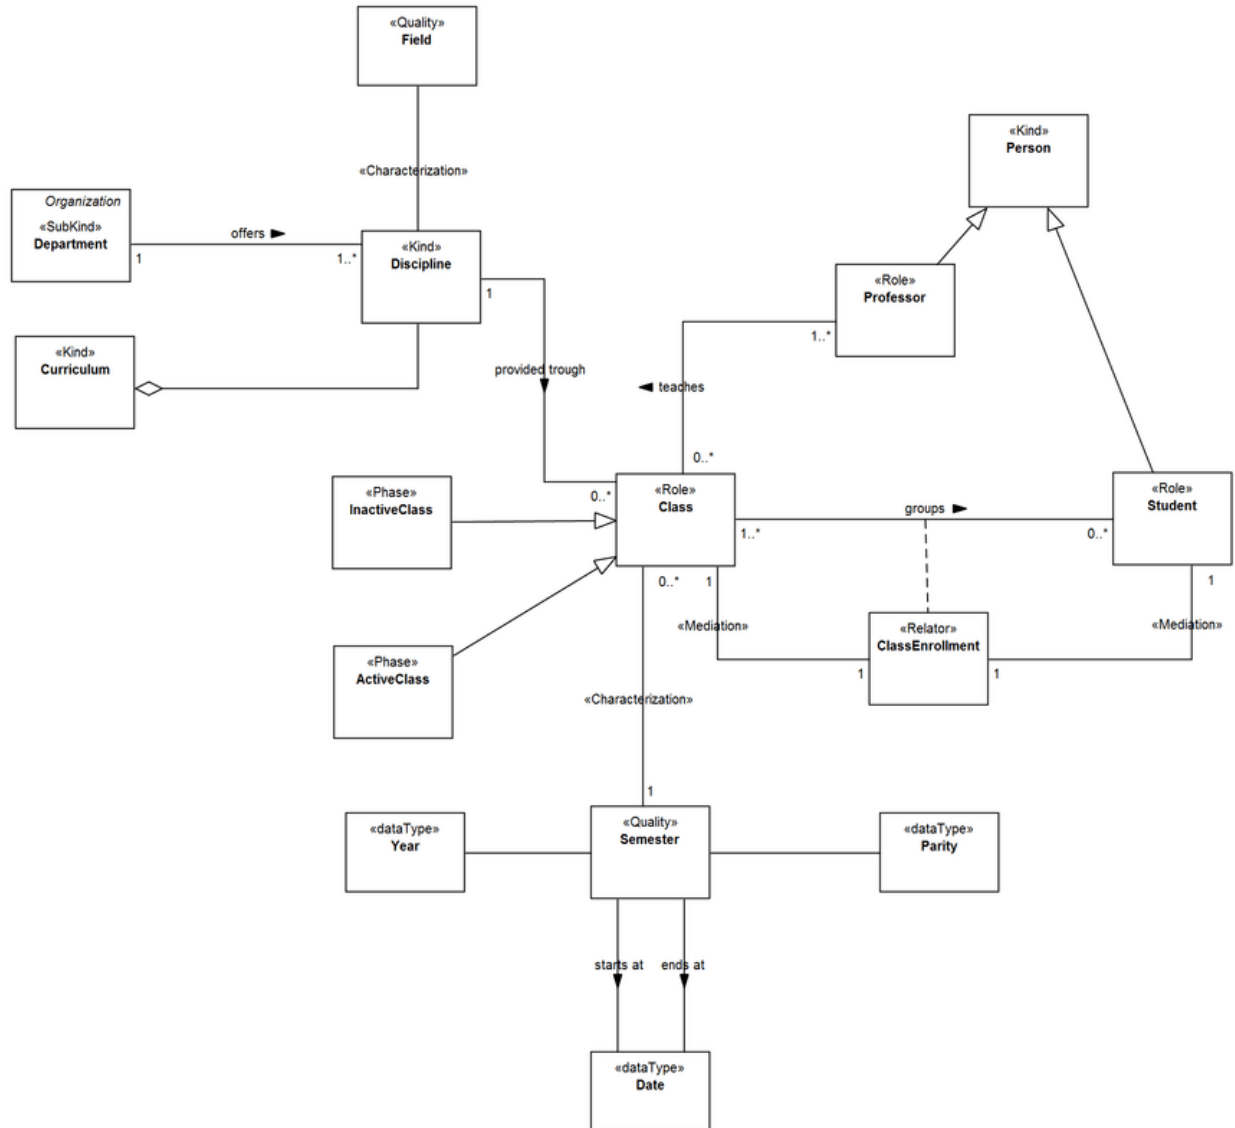 «Quality»
Field
«Characterization»
«Kind»
Person
Organization
«SubKind»
Department
1
offers ►
1..*
«Kind»
Discipline
1
«Role»
Professor
1..*
«Kind»
Curriculum
provided trough
◄ teaches
0..*
«Phase»
InactiveClass
0..*
«Role»
Class
1..*
groups ►
0..*
«Role»
Student
0..*
1
1
«Mediation»
«Relator»
ClassEnrollment
«Mediation»
1
1
«Phase»
ActiveClass
«Characterization»
1
«dataType»
Year
«Quality»
Semester
«dataType»
Parity
starts at
ends at
«dataType»
Date